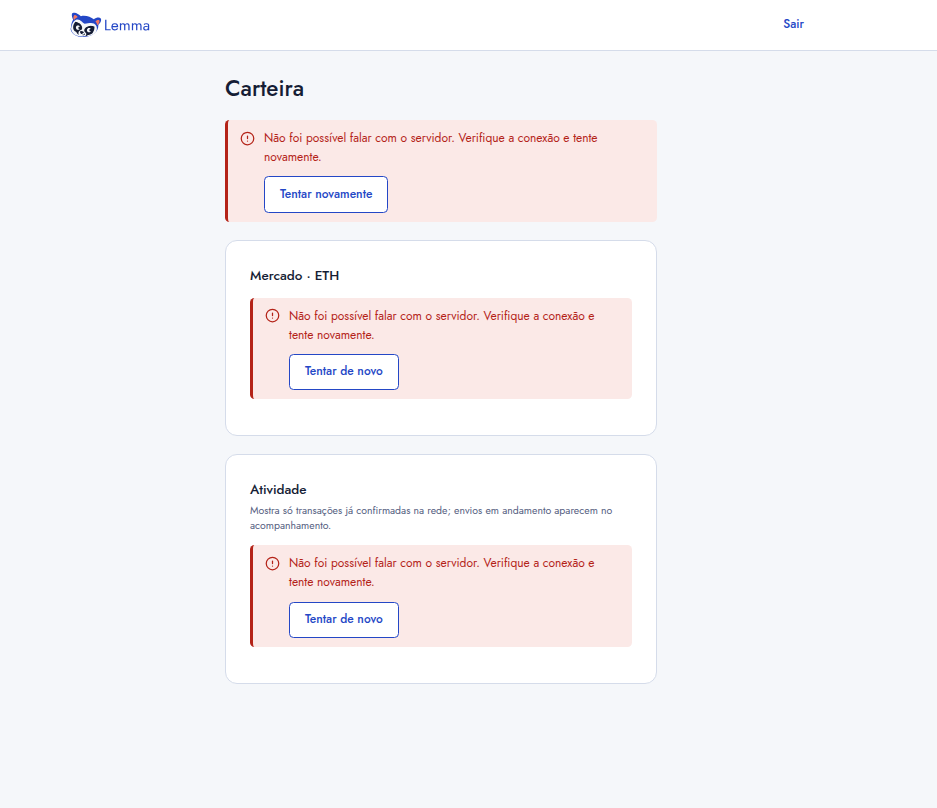 Lemma
Sair
Carteira
Não foi possível falar com o servidor. Verifique a conexão e tente
novamente.
Tentar novamente
Mercado · ETH
Não foi possível falar com o servidor. Verifique a conexão e
tente novamente.
Tentar de novo
Atividade
Mostra só transações já confirmadas na rede; envios em andamento aparecem no
acompanhamento.
Não foi possível falar com o servidor. Verifique a conexão e
tente novamente.
Tentar de novo